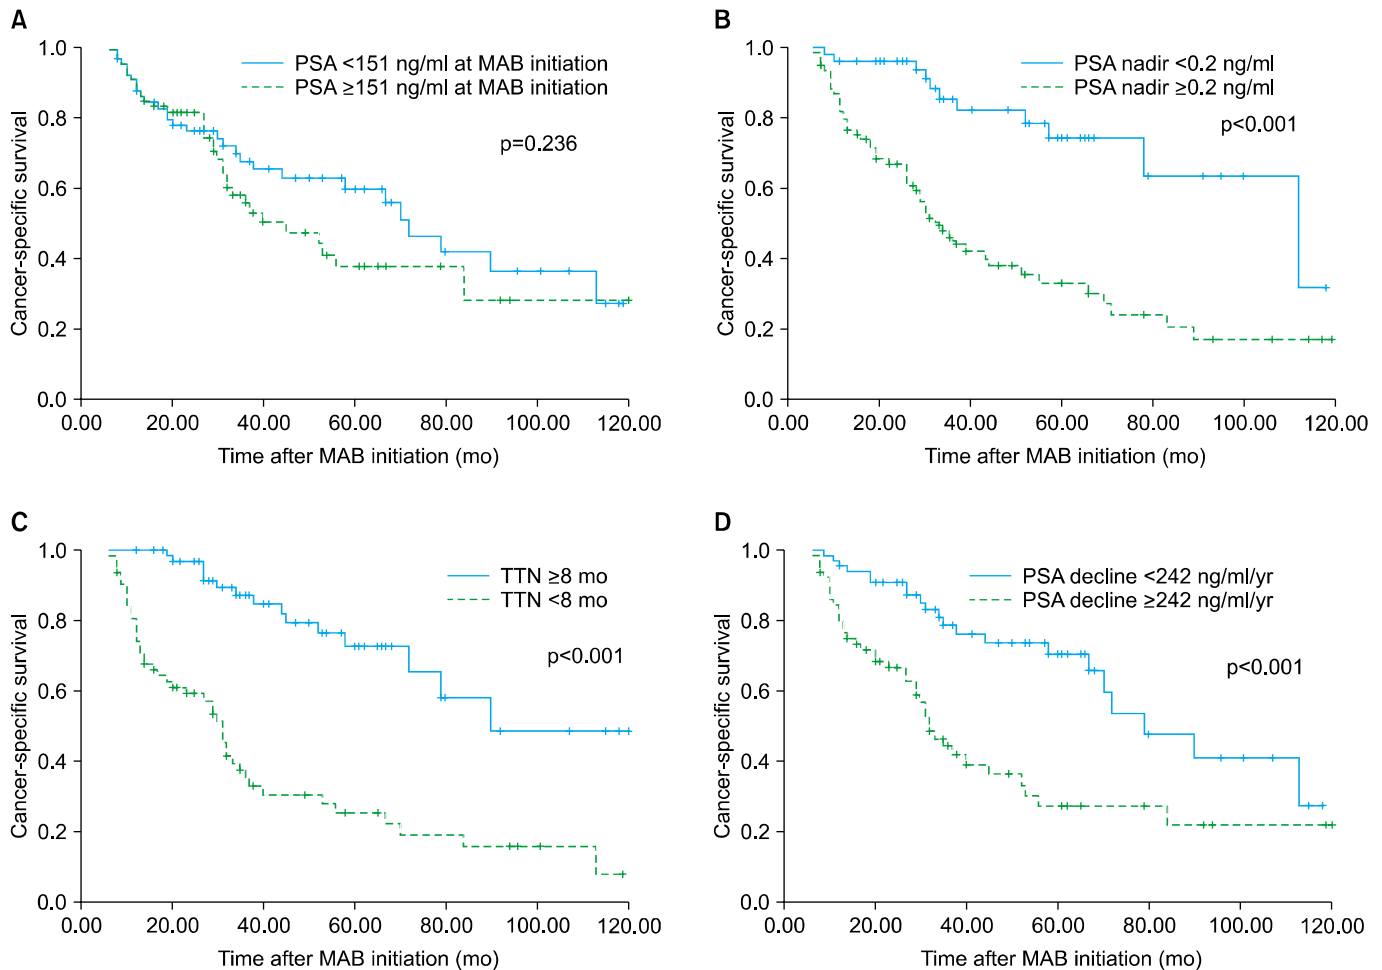 A
1.0
0.8
0.6
0.4
0.2
0.0
Cancer-specific survival
PSA <151 ng/ml at MAB initiation
PSA ≥151 ng/ml at MAB initiation
p=0.236
0.00 20.00 40.00 60.00 80.00 100.00 120.00
Time after MAB initiation (mo)
B
1.0
0.8
0.6
0.4
0.2
0.0
Cancer-specific survival
PSA nadir <0.2 ng/ml
PSA nadir ≥0.2 ng/ml
p<0.001
0.00 20.00 40.00 60.00 80.00 100.00 120.00
Time after MAB initiation (mo)
C
1.0
0.8
0.6
0.4
0.2
0.0
Cancer-specific survival
TTN ≥8 mo
TTN <8 mo
p<0.001
0.00 20.00 40.00 60.00 80.00 100.00 120.00
Time after MAB initiation (mo)
D
1.0
0.8
0.6
0.4
0.2
0.0
Cancer-specific survival
PSA decline <242 ng/ml/yr
PSA decline ≥242 ng/ml/yr
p<0.001
0.00 20.00 40.00 60.00 80.00 100.00 120.00
Time after MAB initiation (mo)